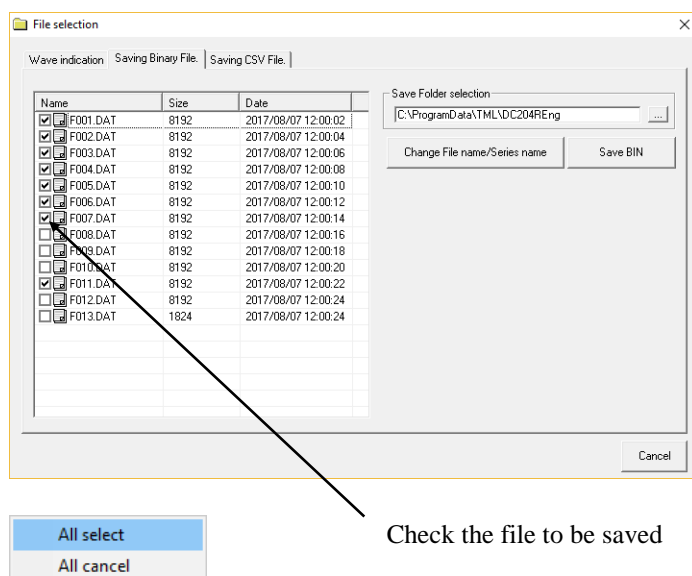 File selection
Wave indication Saving Binary File. Saving CSV File.
Name Size Date
F001.DAT 8192 2017/08/07 12:00:02
F002.DAT 8192 2017/08/07 12:00:04
F003.DAT 8192 2017/08/07 12:00:06
F004.DAT 8192 2017/08/07 12:00:08
F005.DAT 8192 2017/08/07 12:00:10
F006.DAT 8192 2017/08/07 12:00:12
F007.DAT 8192 2017/08/07 12:00:14
F008.DAT 8192 2017/08/07 12:00:16
F009.DAT 8192 2017/08/07 12:00:18
F010.DAT 8192 2017/08/07 12:00:20
F011.DAT 8192 2017/08/07 12:00:22
F012.DAT 8192 2017/08/07 12:00:24
F013.DAT 1824 2017/08/07 12:00:24
Save Folder selection
C:\ProgramData\TML\DC204REng ...
Change File name/Series name Save BIN
Cancel
Check the file to be saved
All select
All cancel